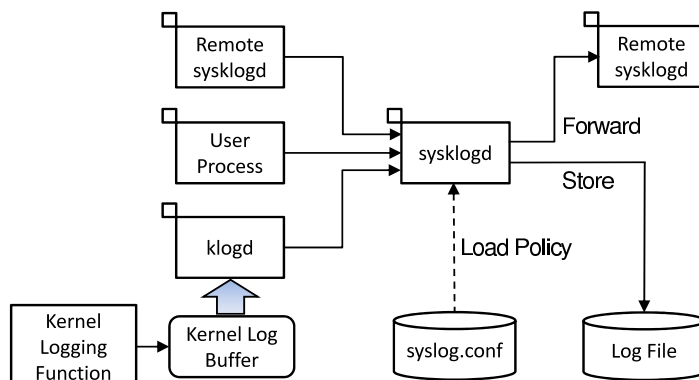 Remote
sysklogd
Remote
sysklogd
User
Process
sysklogd
Forward
Store
klogd
Load Policy
Kernel
Logging
Function
Kernel Log
Buffer
syslog.conf
Log File